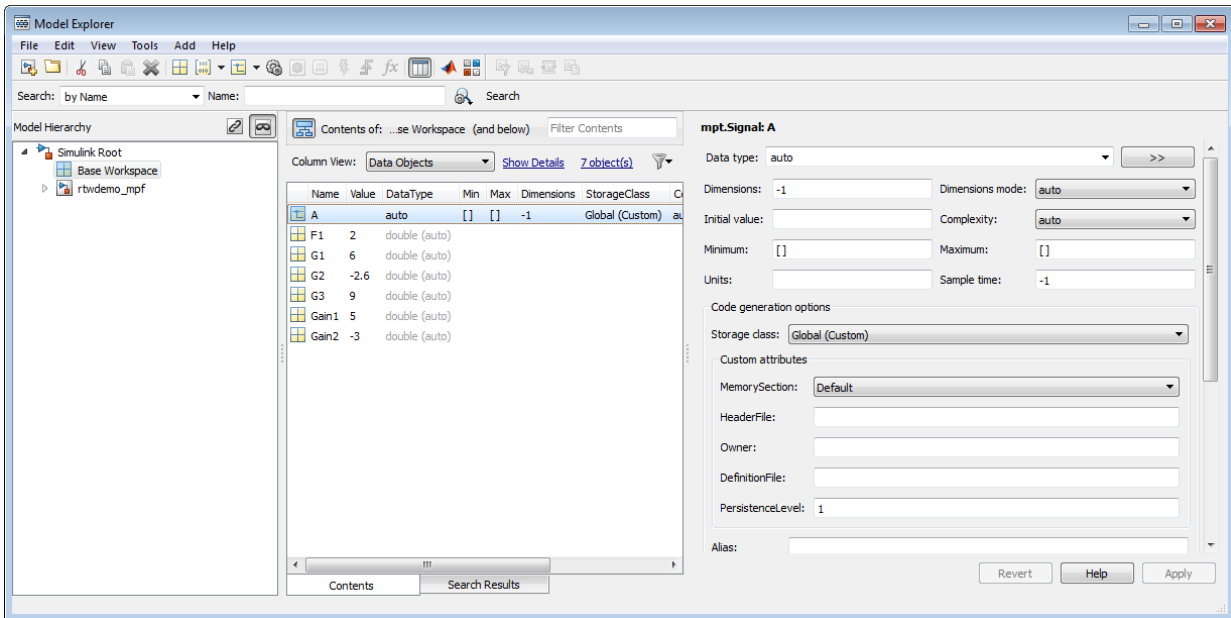 Model Explorer
File Edit View Tools Add Help
fx
Search: by Name Name: Search
Model Hierarchy
Simulink Root
Base Workspace
rtwdemo_mpf
Contents of: ...se Workspace (and below) Filter Contents
Column View: Data Objects Show Details 7 object(s)
Name Value DataType Min Max Dimensions StorageClass
A auto [ ] [ ] -1 Global (Custom) au
F1 2 double (auto)
G1 6 double (auto)
G2 -2.6 double (auto)
G3 9 double (auto)
Gain1 5 double (auto)
Gain2 -3 double (auto)
Contents Search Results
mpt.Signal: A
Data type: auto >>
Dimensions: -1 Dimensions mode: auto
Initial value: Complexity: auto
Minimum: [ ] Maximum: [ ]
Units: Sample time: -1
Code generation options
Storage class: Global (Custom)
Custom attributes
MemorySection: Default
HeaderFile:
Owner:
DefinitionFile:
PersistenceLevel: 1
Alias:
Revert Help Apply